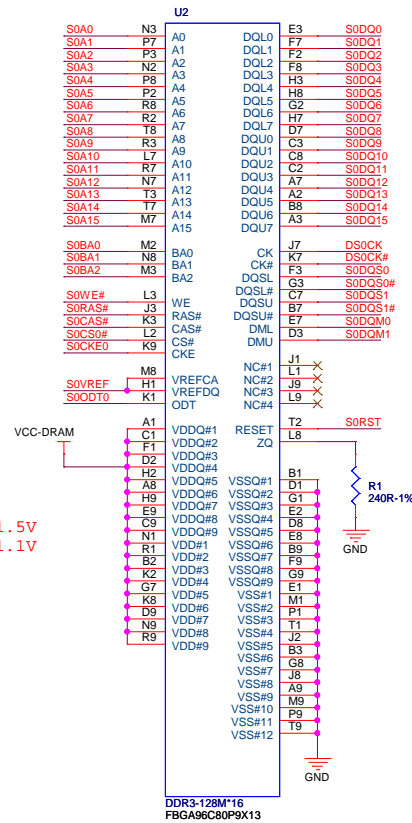 U2
S0A0 N3 A0 DQL0 E3 S0DQ0
S0A1 P7 A1 DQL1 F7 S0DQ1
S0A2 P3 A2 DQL2 F2 S0DQ2
S0A3 N2 A3 DQL3 F8 S0DQ3
S0A4 P8 A4 DQL4 H3 S0DQ4
S0A5 P2 A5 DQL5 H8 S0DQ5
S0A6 R8 A6 DQL6 G2 S0DQ6
S0A7 R2 A7 DQL7 H7 S0DQ7
S0A8 T8 A8 DQU0 D7 S0DQ8
S0A9 R3 A9 DQU1 C3 S0DQ9
S0A10 L7 A10 DQU2 C8 S0DQ10
S0A11 R7 A11 DQU3 C2 S0DQ11
S0A12 N7 A12 DQU4 A7 S0DQ12
S0A13 T3 A13 DQU5 A2 S0DQ13
S0A14 T7 A14 DQU6 B8 S0DQ14
S0A15 M7 A15 DQU7 A3 S0DQ15
S0BA0 M2 BA0 CK J7 DS0CK
S0BA1 N8 BA1 CK# K7 DS0CK#
S0BA2 M3 BA2 DQSL F3 S0DQS0
DQSL# G3 S0DQS0#
S0WE# L3 WE DQSU C7 S0DQS1
S0RAS# J3 RAS# DQSU# B7 S0DQS1#
S0CAS# K3 CAS# DML E7 S0DQM0
S0CS0# L2 CS# DMU D3 S0DQM1
S0CKE0 K9 CKE
NC#1 J1
M8 VREFCA NC#2 L1
S0VREF H1 VREFDQ NC#3 J9
S0ODT0 K1 ODT NC#4 L9
A1 VDDQ#1 RESET T2 S0RST
VCC-DRAM C1 VDDQ#2 ZQ L8
F1 VDDQ#3
D2 VDDQ#4
H2 VDDQ#5 VSSQ#1 B1
A8 VDDQ#6 VSSQ#2 D1 R1
H9 VDDQ#7 VSSQ#3 G1 240R-1%
E9 VDDQ#8 VSSQ#4 E2
1.5V C9 VDDQ#9 VSSQ#5 D8
N1 VDD#1 VSSQ#6 E8 GND
1.1V R1 VDD#2 VSSQ#7 B9
B2 VDD#3 VSSQ#8 F9
K2 VDD#4 VSSQ#9 G9
G7 VDD#5 VSS#1 E1
K8 VDD#6 VSS#2 M1
D9 VDD#7 VSS#3 P1
N9 VDD#8 VSS#4 T1
R9 VDD#9 VSS#5 J2
VSS#6 B3
VSS#7 G8
VSS#8 J8
VSS#9 A9
VSS#10 M9
VSS#11 P9
VSS#12 T9
GND
DDR3-128M*16
FBGA96C80P9X13